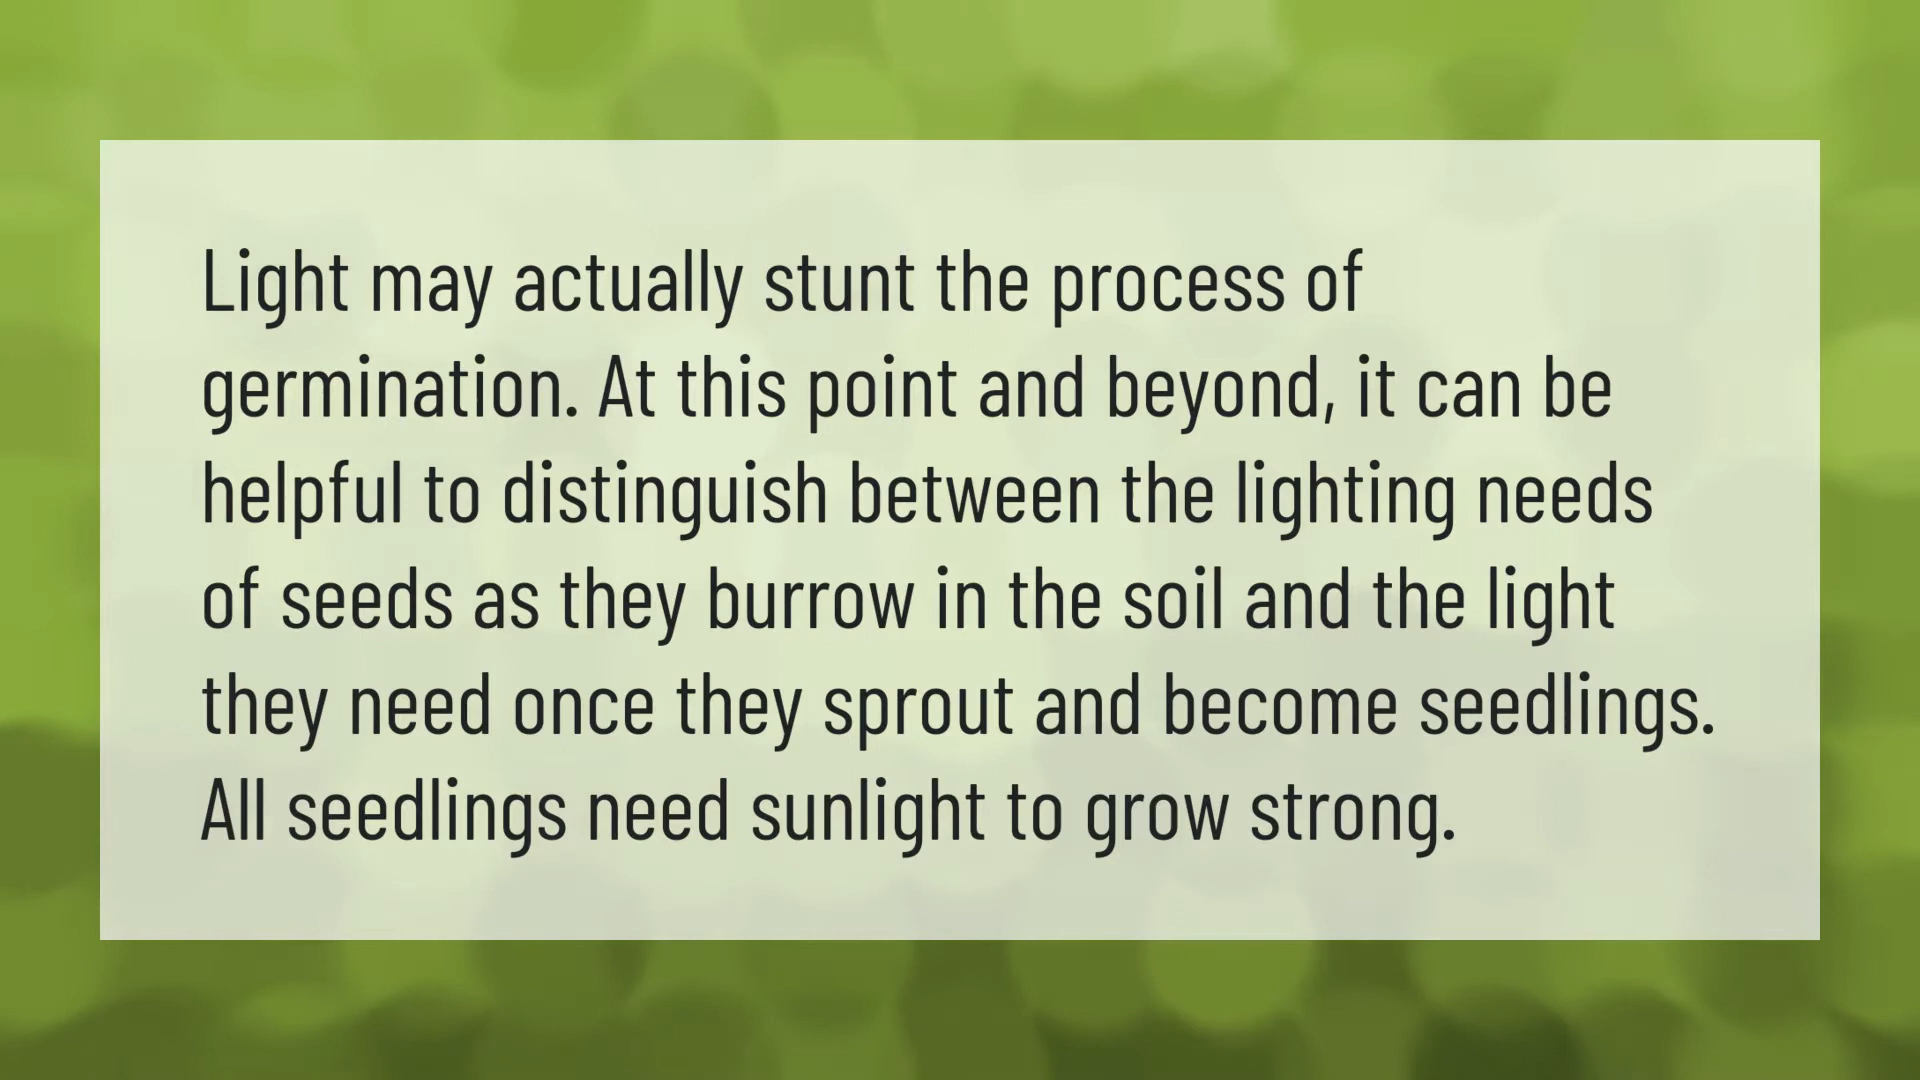 Light may actually stunt the process of
germination. At this point and beyond, it can be
helpful to distinguish between the lighting needs
of seeds as they burrow in the soil and the light
they need once they sprout and become seedlings.
All seedlings need sunlight to grow strong.